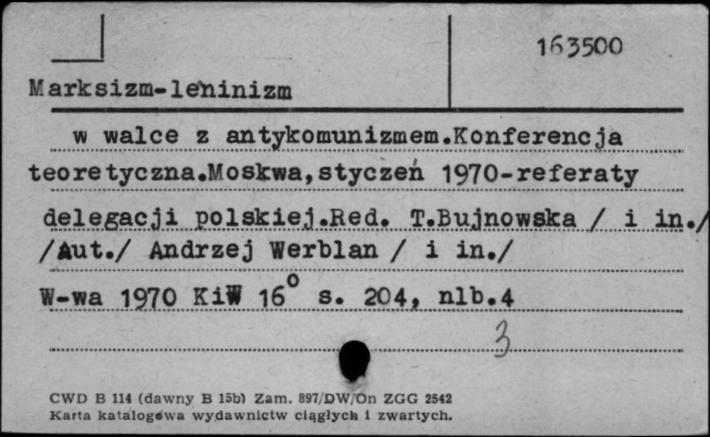 163500
Marksizm-leninizm
w walce z antykomunizmem.Konferencja
teoretyczna.Moskwa,styczeń 1970-referaty
delegacji polskiej.Red. T.Bujnowska / i in./
/Aut./ Andrzej Werblan / i in./
W-wa 1970 KiW 16° s. 204, nlb.4
3
CWD B 114 (dawny B 15b) Zam. 897/DW/On ZGG 2542
Karta katalogowa wydawnictw ciągłych i zwartych.